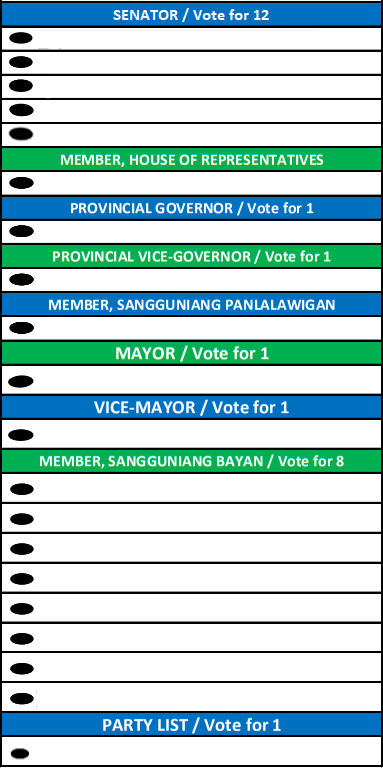 SENATOR / Vote for 12
MEMBER, HOUSE OF REPRESENTATIVES
PROVINCIAL GOVERNOR / Vote for 1
PROVINCIAL VICE-GOVERNOR / Vote for 1
MEMBER, SANGGUNIANG PANLALAWIGAN
MAYOR / Vote for 1
VICE-MAYOR / Vote for 1
MEMBER, SANGGUNIANG BAYAN / Vote for 8
PARTY LIST / Vote for 1